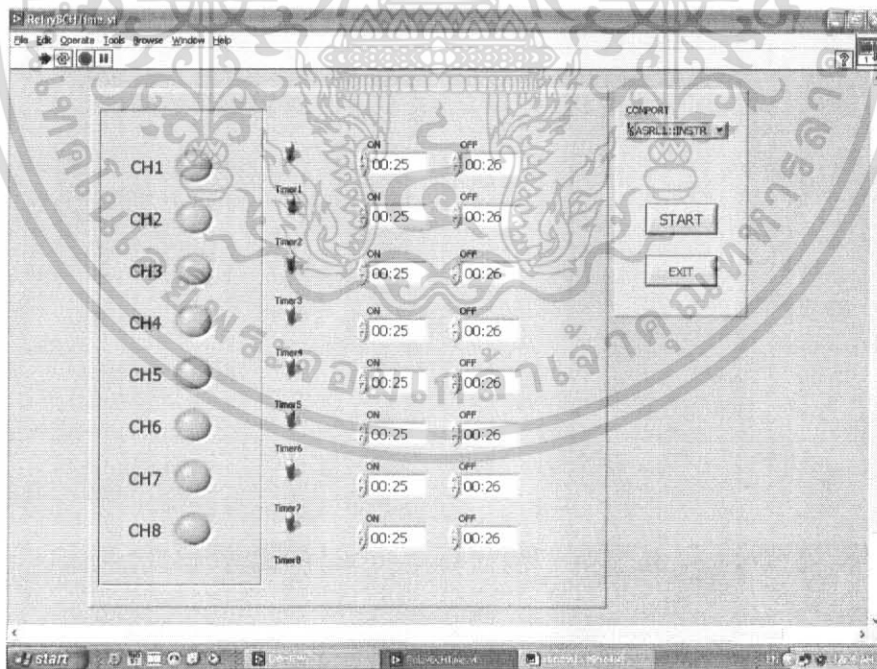 Relay8CHTime.vi
File Edit Operate Tools Browse Window Help
COMPORT
ASRL1::INSTR
START
EXIT
ON OFF
CH1 00:25 00:26
Timer1
ON OFF
CH2 00:25 00:26
Timer2
ON OFF
CH3 00:25 00:26
Timer3
ON OFF
CH4 00:25 00:26
Timer4
ON OFF
CH5 00:25 00:26
Timer5
ON OFF
CH6 00:25 00:26
Timer6
ON OFF
CH7 00:25 00:26
Timer7
ON OFF
CH8 00:25 00:26
Timer8
start
EN